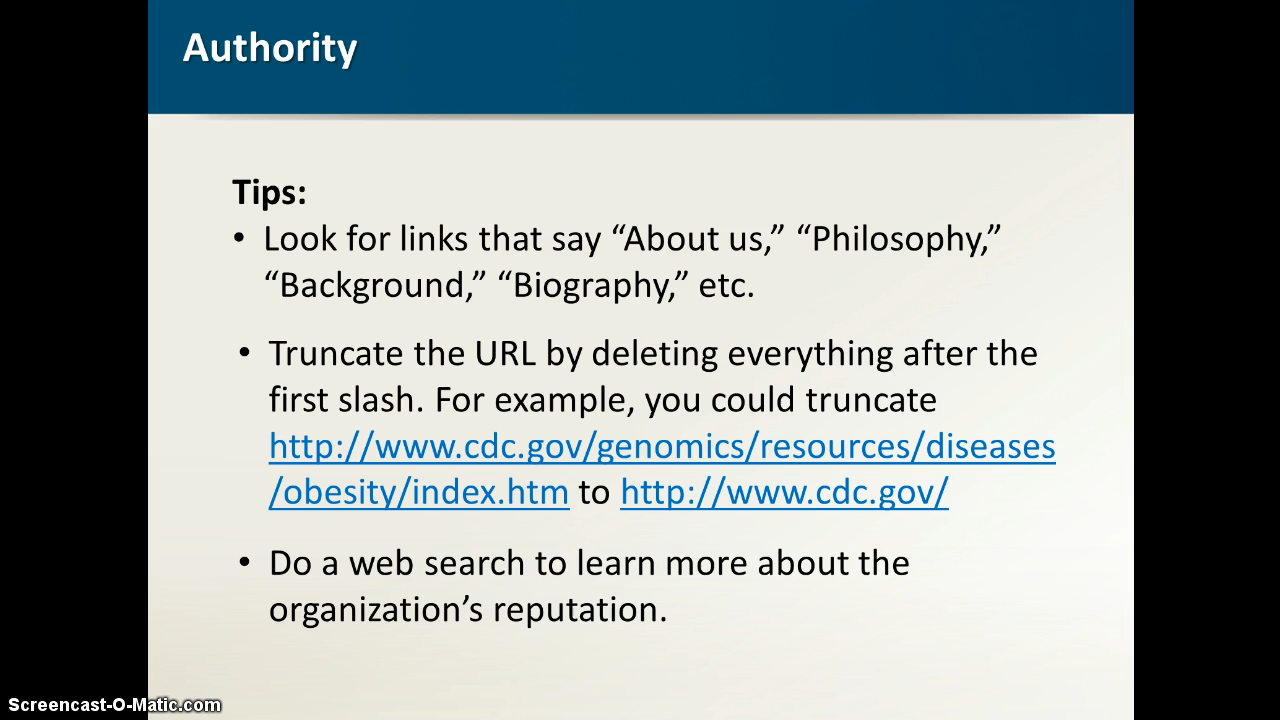 Authority
Tips:
• Look for links that say “About us,” “Philosophy,”
“Background,” “Biography,” etc.
• Truncate the URL by deleting everything after the
first slash. For example, you could truncate
http://www.cdc.gov/genomics/resources/diseases
/obesity/index.htm to http://www.cdc.gov/
• Do a web search to learn more about the
organization’s reputation.
Screencast-O-Matic.com